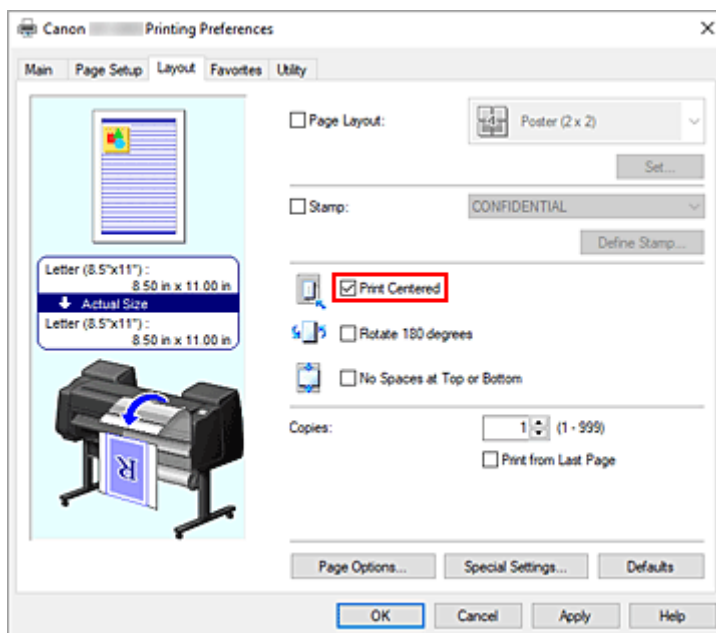 Canon Printing Preferences
Main Page Setup Layout Favorites Utility
Page Layout:
4
Poster (2 x 2)
Set...
Stamp:
CONFIDENTIAL
Define Stamp...
Letter (8.5"x11") :
8.50 in x 11.00 in
Actual Size
Letter (8.5"x11") :
8.50 in x 11.00 in
R
Print Centered
Rotate 180 degrees
No Spaces at Top or Bottom
Copies:
1 (1 - 999)
Print from Last Page
Page Options... Special Settings... Defaults
OK Cancel Apply Help